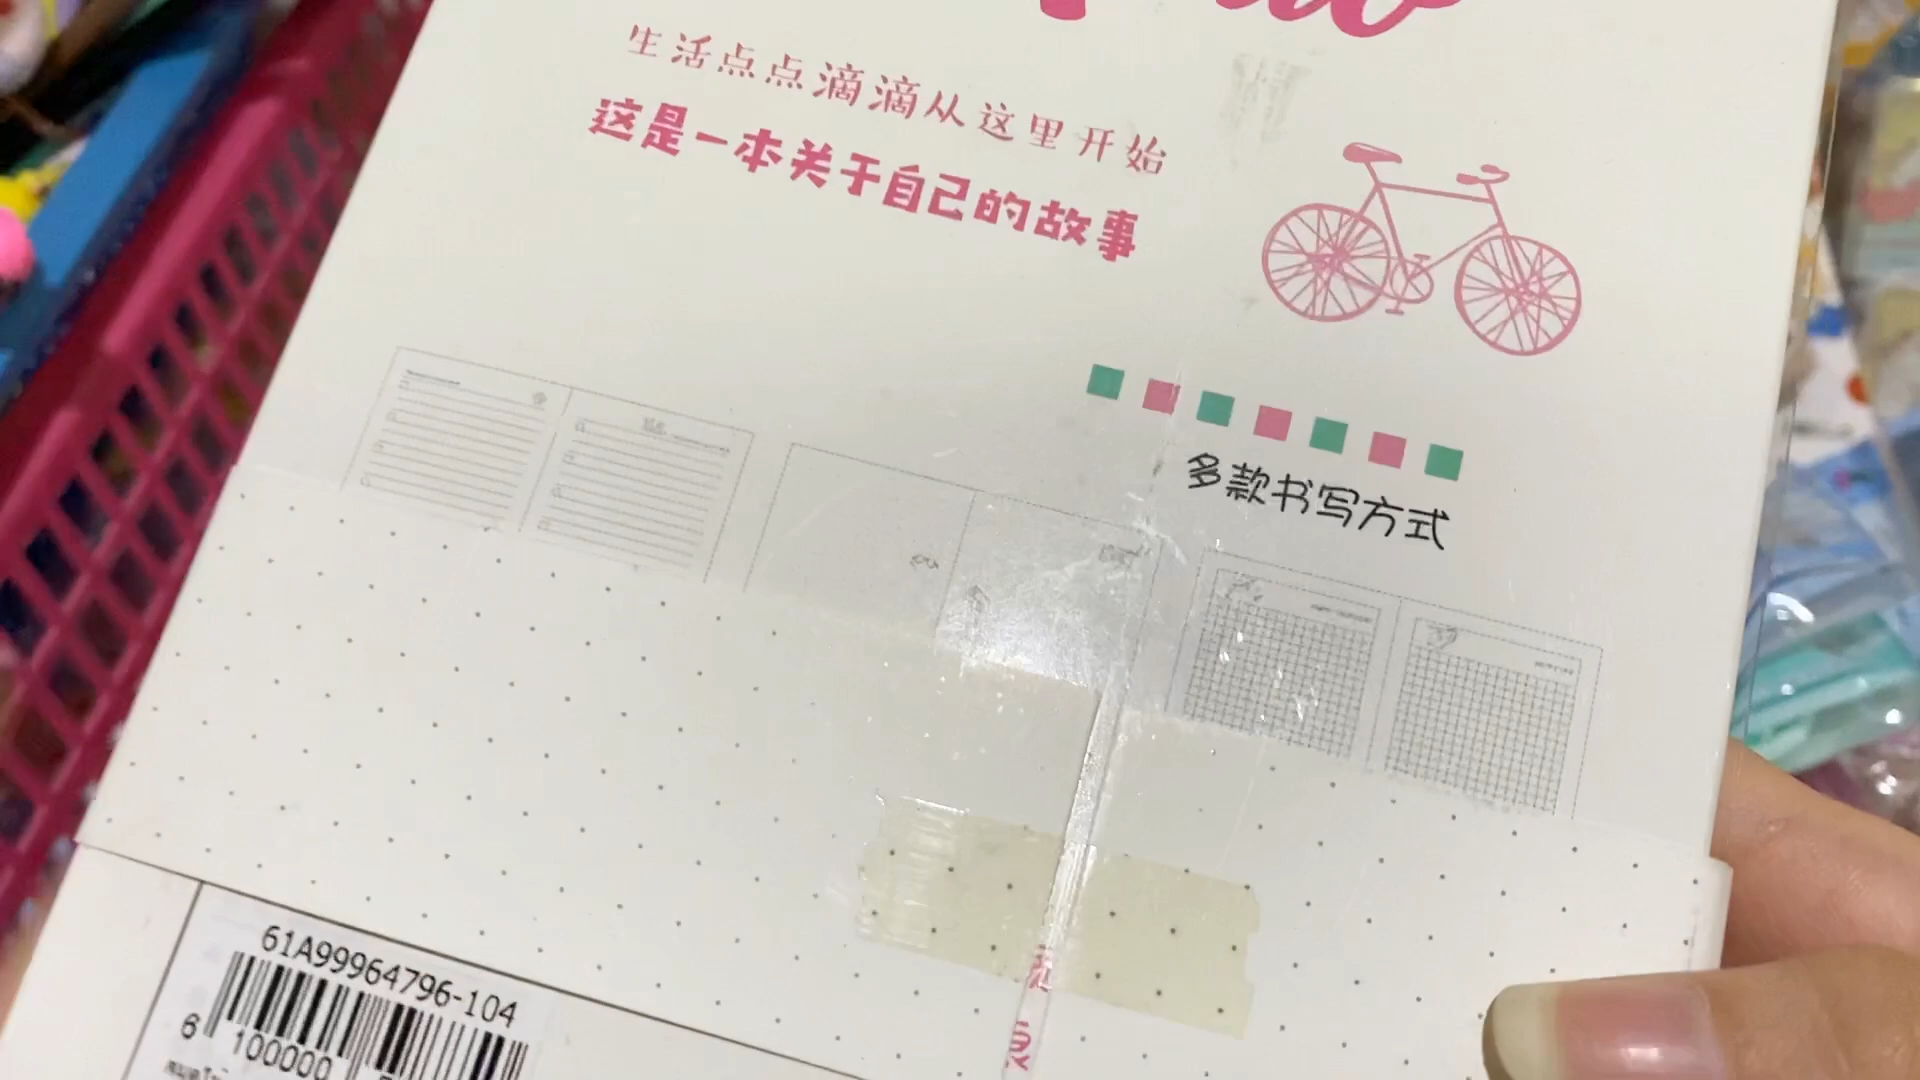 生活点点滴滴从这里开始
这是一本关于自己的故事
多款书写方式
61A99964796-104
6 100000